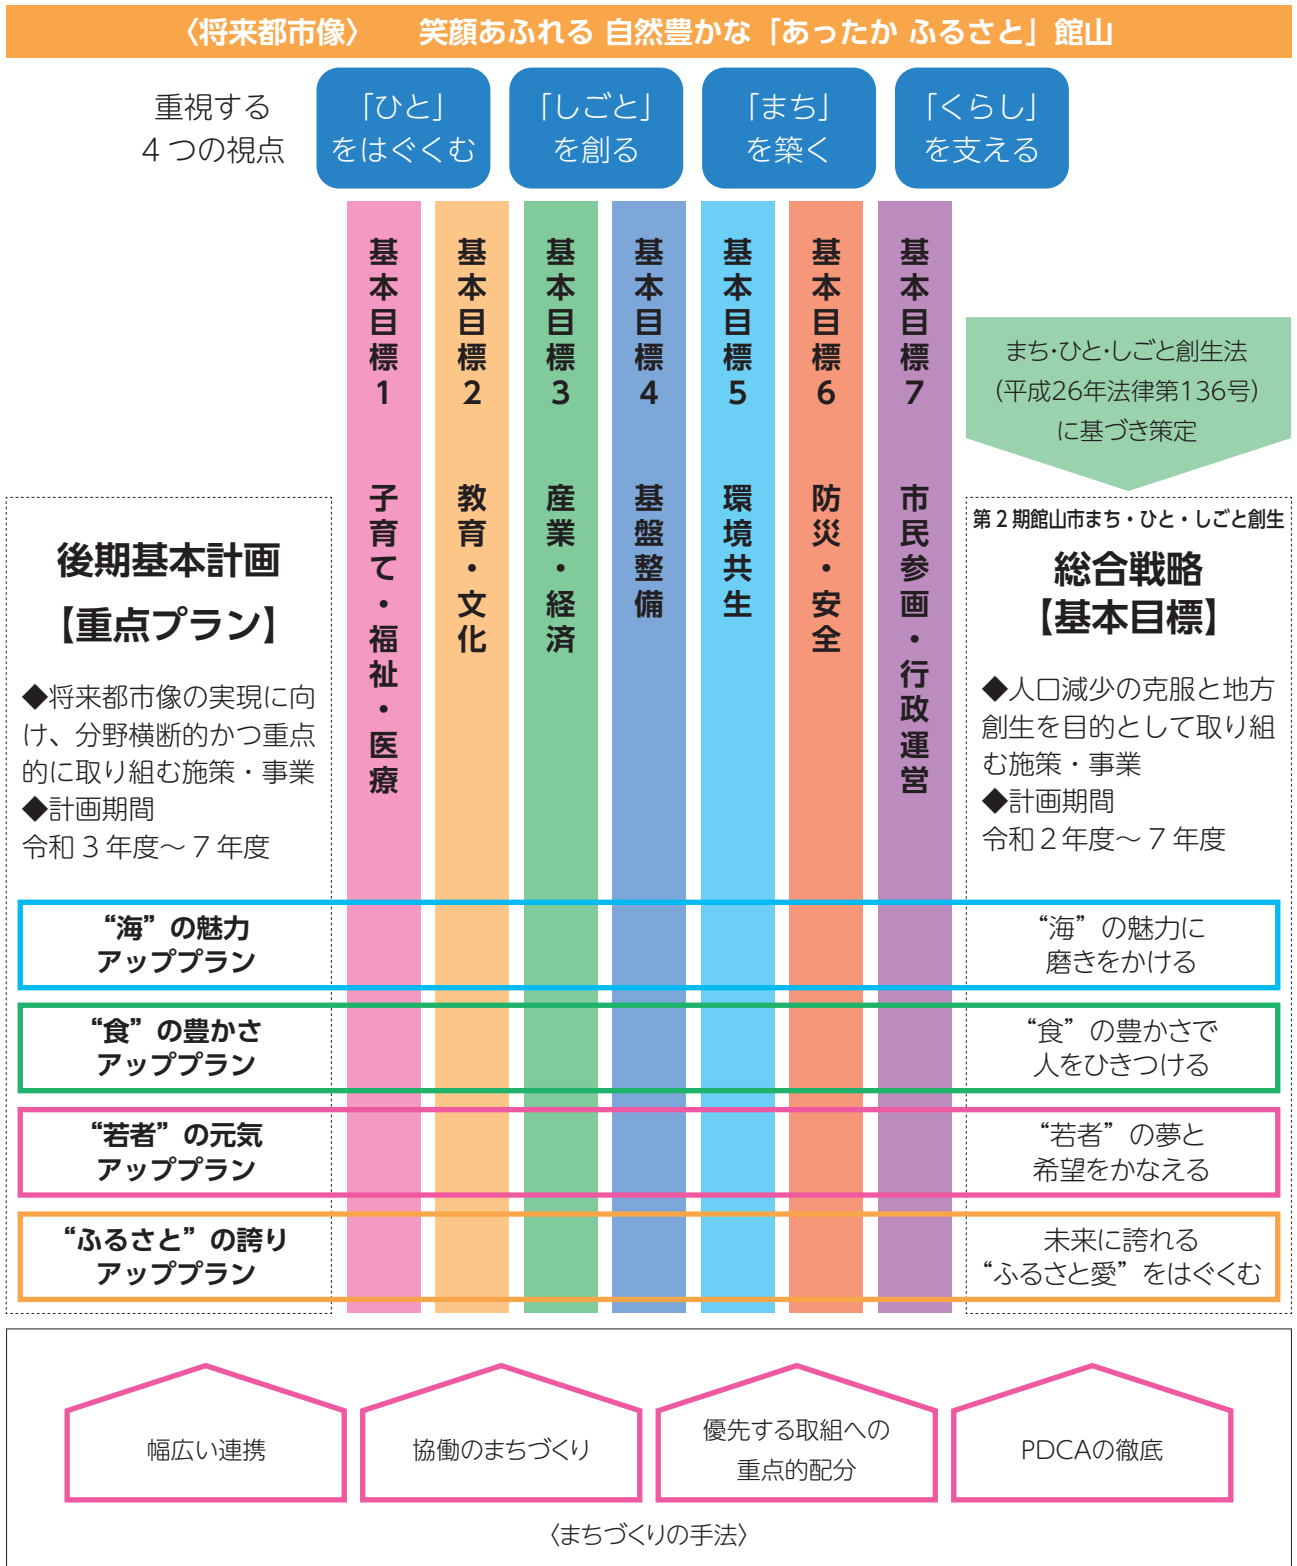 〈将来都市像〉　笑顔あふれる 自然豊かな「あったか ふるさと」館山
重視する
4つの視点
「ひと」
をはぐくむ
「しごと」
を創る
「まち」
を築く
「くらし」
を支える
基本目標1　子育て・福祉・医療
基本目標2　教育・文化
基本目標3　産業・経済
基本目標4　基盤整備
基本目標5　環境共生
基本目標6　防災・安全
基本目標7　市民参画・行政運営
まち・ひと・しごと創生法
(平成26年法律第136号)
に基づき策定
後期基本計画
【重点プラン】
◆将来都市像の実現に向
け、分野横断的かつ重点
的に取り組む施策・事業
◆計画期間
令和3年度～7年度
第2期館山市まち・ひと・しごと創生
総合戦略
【基本目標】
◆人口減少の克服と地方
創生を目的として取り組
む施策・事業
◆計画期間
令和2年度～7年度
“海”の魅力
アッププラン
“海”の魅力に
磨きをかける
“食”の豊かさ
アッププラン
“食”の豊かさで
人をひきつける
“若者”の元気
アッププラン
“若者”の夢と
希望をかなえる
“ふるさと”の誇り
アッププラン
未来に誇れる
“ふるさと愛”をはぐくむ
幅広い連携
協働のまちづくり
優先する取組への
重点的配分
PDCAの徹底
〈まちづくりの手法〉